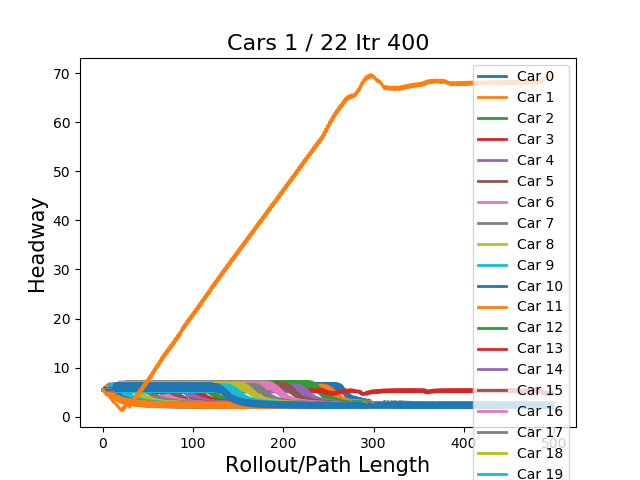 Cars 1 / 22 Itr 400
Headway
70
60
50
40
30
20
10
0
0
100
200
300
400
500
Rollout/Path Length
Car 0
Car 1
Car 2
Car 3
Car 4
Car 5
Car 6
Car 7
Car 8
Car 9
Car 10
Car 11
Car 12
Car 13
Car 14
Car 15
Car 16
Car 17
Car 18
Car 19